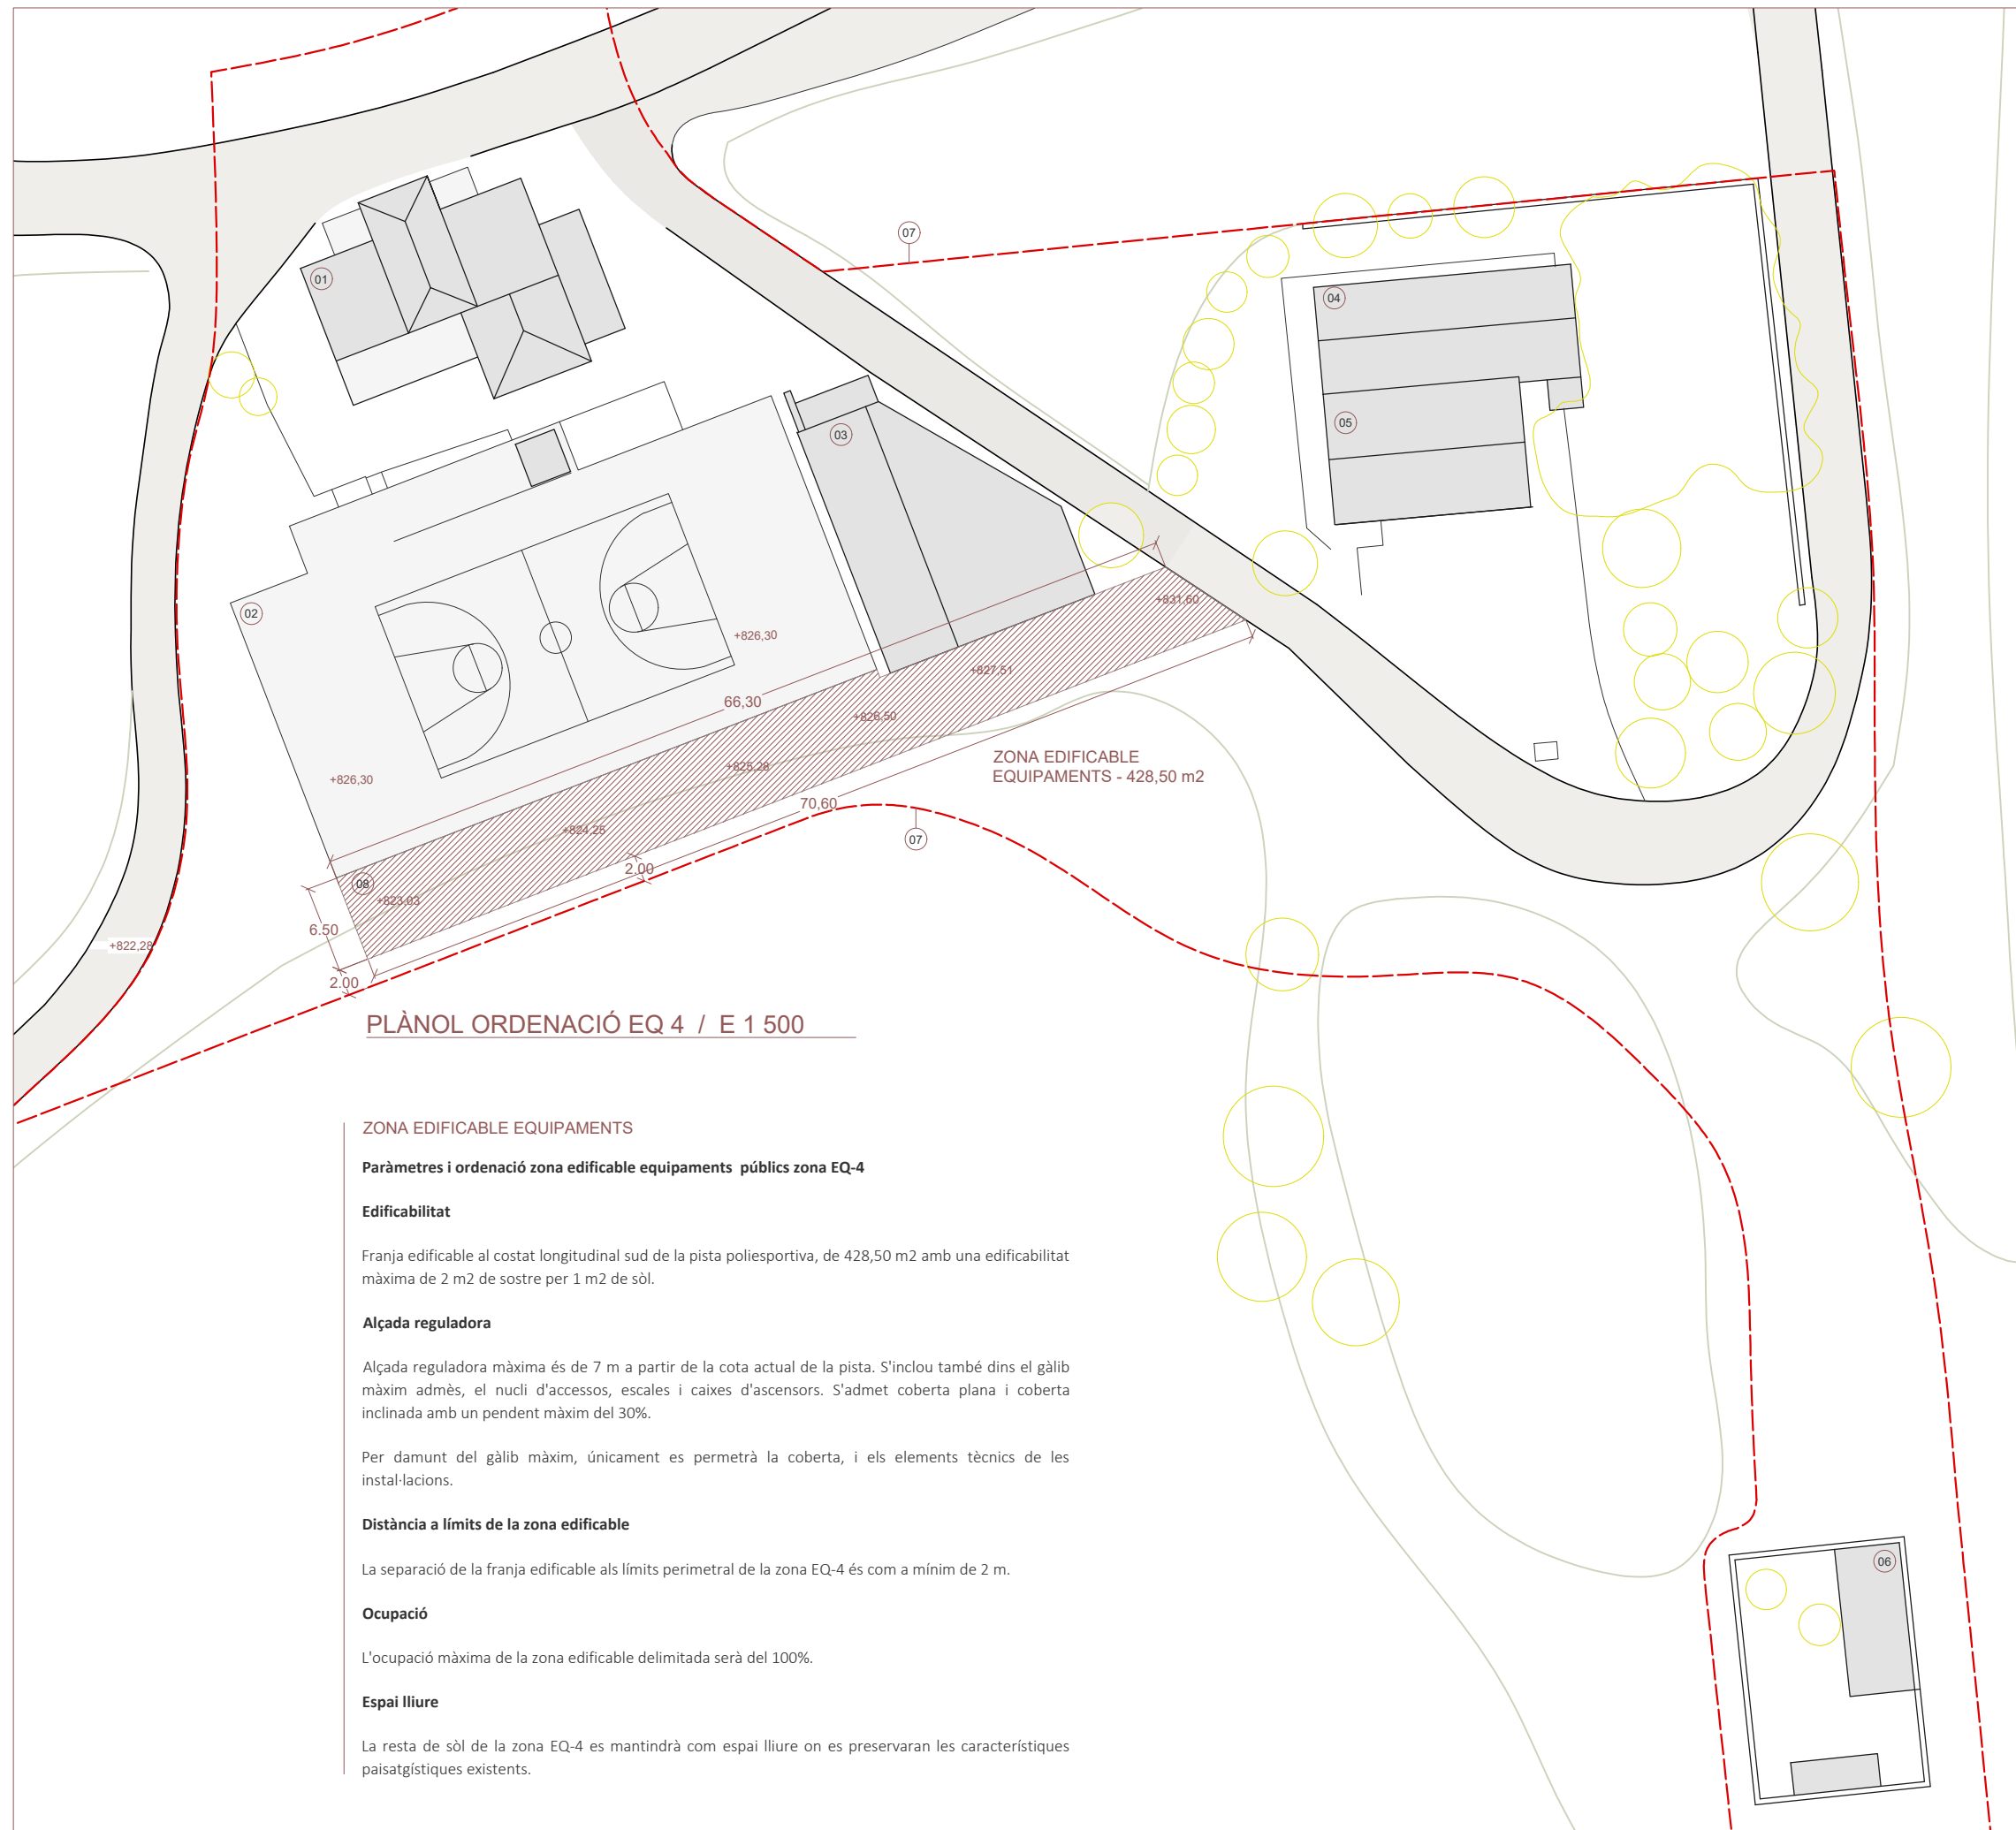 07
01
04
05
03
02
+831,60
+826,30
+827,51
66,30
+826,50
ZONA EDIFICABLE
EQUIPAMENTS - 428,50 m2
+825,28
+826,30
70,60
+824,25
07
2.00
08
+823,03
6.50
+822,28
2.00
PLÀNOL ORDENACIÓ EQ 4 / E 1 500
ZONA EDIFICABLE EQUIPAMENTS
Paràmetres i ordenació zona edificable equipaments públics zona EQ-4
Edificabilitat
Franja edificable al costat longitudinal sud de la pista poliesportiva, de 428,50 m2 amb una edificabilitat
màxima de 2 m2 de sostre per 1 m2 de sòl.
Alçada reguladora
Alçada reguladora màxima és de 7 m a partir de la cota actual de la pista. S'inclou també dins el gàlib
màxim admès, el nucli d'accessos, escales i caixes d'ascensors. S'admet coberta plana i coberta
inclinada amb un pendent màxim del 30%.
Per damunt del gàlib màxim, únicament es permetrà la coberta, i els elements tècnics de les
instal·lacions.
Distància a límits de la zona edificable
La separació de la franja edificable als límits perimetral de la zona EQ-4 és com a mínim de 2 m.
06
Ocupació
L'ocupació màxima de la zona edificable delimitada serà del 100%.
Espai lliure
La resta de sòl de la zona EQ-4 es mantindrà com espai lliure on es preservaran les característiques
paisatgístiques existents.